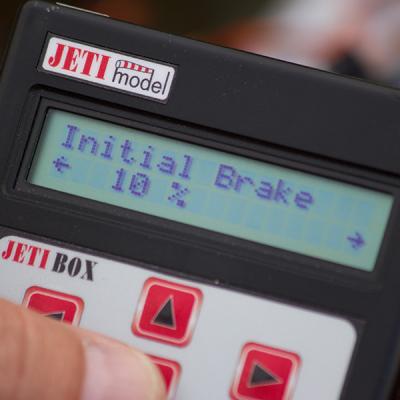 JETI model
Initial Brake
← 10 % →
JETI BOX